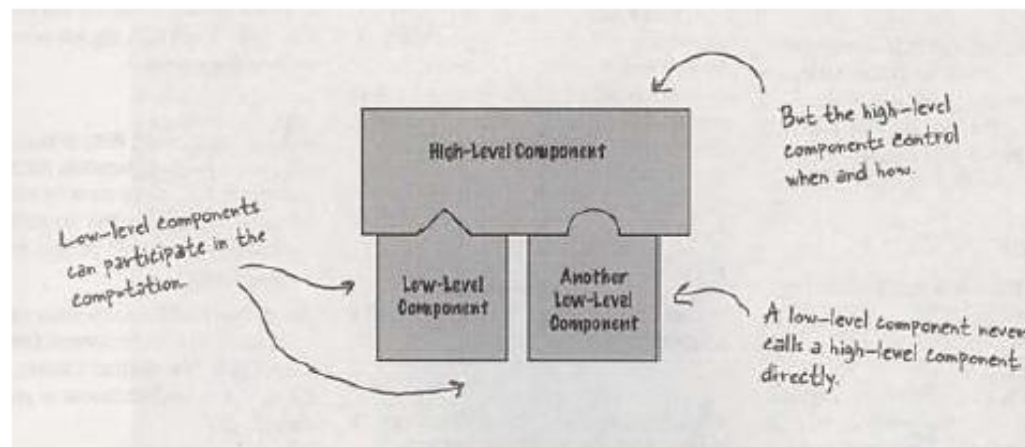 But the high-level
components control
when and how.
High-Level Component
Low-level components
can participate in the
computation.
Low-Level
Component
Another
Low-Level
Component
A low-level component never
calls a high-level component
directly.